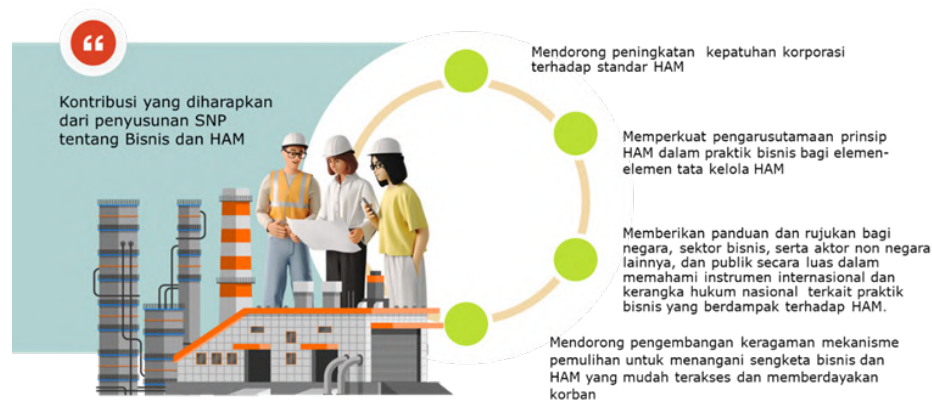 Kontribusi yang diharapkan
dari penyusunan SNP
tentang Bisnis dan HAM
Mendorong peningkatan kepatuhan korporasi
terhadap standar HAM
Memperkuat pengarusutamaan prinsip
HAM dalam praktik bisnis bagi elemen-
elemen tata kelola HAM
Memberikan panduan dan rujukan bagi
negara, sektor bisnis, serta aktor non negara
lainnya, dan publik secara luas dalam
memahami instrumen internasional dan
kerangka hukum nasional terkait praktik
bisnis yang berdampak terhadap HAM.
Mendorong pengembangan keragaman mekanisme
pemulihan untuk menangani sengketa bisnis dan
HAM yang mudah terakses dan memberdayakan
korban